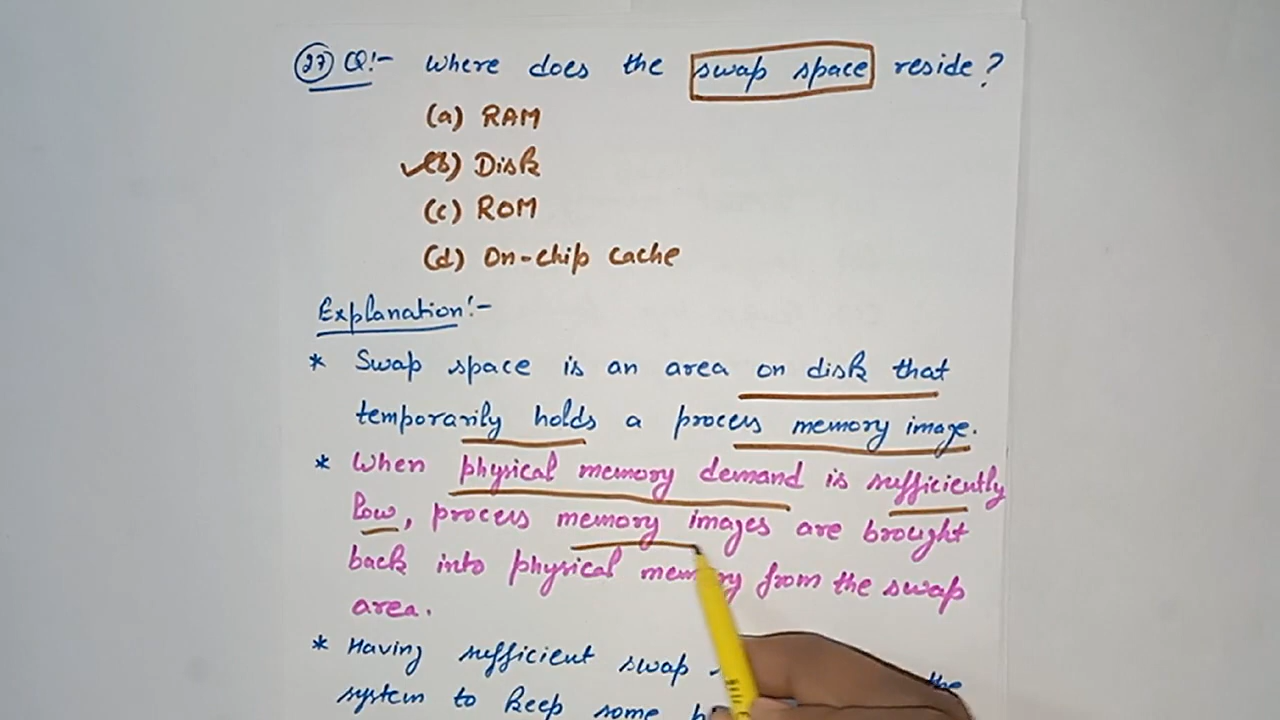 27) Q:- Where does the swap space reside?
(a) RAM
(b) Disk
(c) ROM
(d) On-chip cache
Explanation:-
* Swap space is an area on disk that
temporarily holds a process memory image.
* When physical memory demand is sufficiently
low, process memory images are brought
back into physical memory from the swap
area.
* Having sufficient swap the
system to keep some